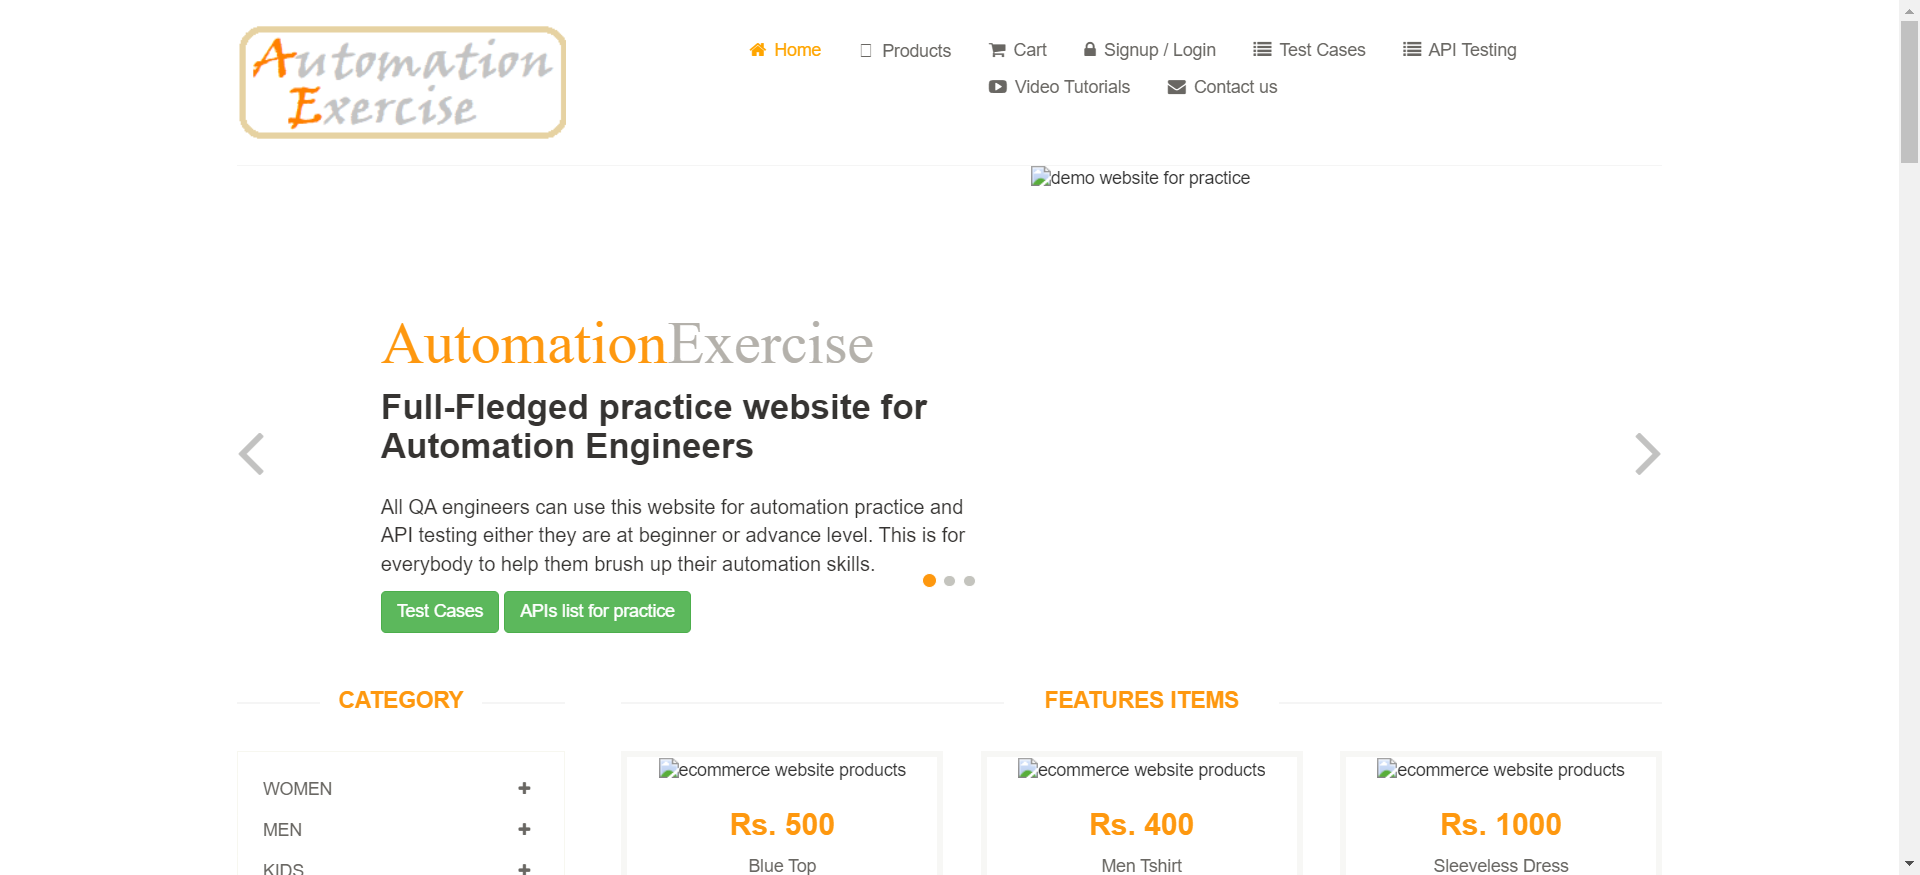 Automation
Exercise
Home
Products
Cart
Signup / Login
Test Cases
API Testing
Video Tutorials
Contact us
demo website for practice
AutomationExercise
Full-Fledged practice website for
Automation Engineers
All QA engineers can use this website for automation practice and
API testing either they are at beginner or advance level. This is for
everybody to help them brush up their automation skills.
Test Cases
APIs list for practice
CATEGORY
FEATURES ITEMS
WOMEN
MEN
KIDS
ecommerce website products
Rs. 500
Blue Top
ecommerce website products
Rs. 400
Men Tshirt
ecommerce website products
Rs. 1000
Sleeveless Dress